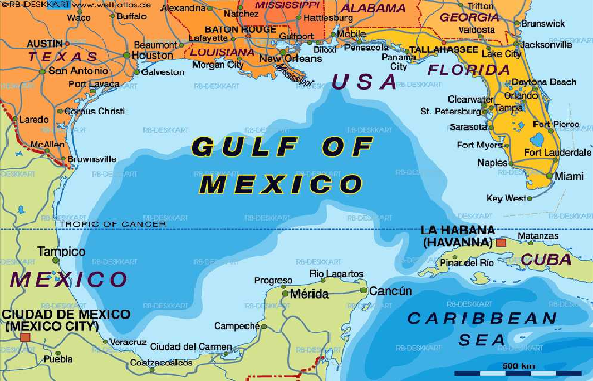 © RB-DESKKART www.welt-atlas.de
Waco
Buffalo
Alexandria
Natchez
MISSISSIPPI
Hattiesburg
ALABAMA
GEORGIA
Tifton
Valdosta
Brunswick
AUSTIN
TEXAS
San Antonio
Port Lavaca
Beaumont
Houston
Galveston
Lafayette
BATON ROUGE
LOUISIANA
Morgan City
New Orleans
Mississippi
Gulfport
Biloxi
Mobile
Pensacola
Panama City
TALLAHASSEE
Lake City
Jacksonville
FLORIDA
USA
Corpus Christi
Laredo
McAllen
Brownsville
Daytona Beach
Orlando
Clearwater
St. Petersburg
Tampa
Sarasota
Fort Pierce
Fort Myers
Fort Lauderdale
Naples
Miami
Key West
GULF OF
MEXICO
TROPIC OF CANCER
LA HABANA
(HAVANNA)
Matanzas
Pinar del Río
CUBA
Tampico
MEXICO
CIUDAD DE MEXICO
(MEXICO CITY)
Puebla
Veracruz
Coatzacoalcos
Ciudad del Carmen
Campeche
Progreso
Mérida
Río Lagartos
Cancún
CARIBBEAN
SEA
500 km
RB-DESKKART